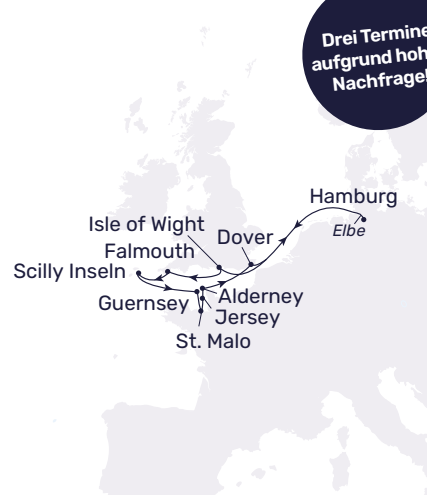 Drei Termine
aufgrund hoh
Nachfrage!
Hamburg
Elbe
Isle of Wight
Dover
Falmouth
Scilly Inseln
Guernsey
Alderney
Jersey
St. Malo